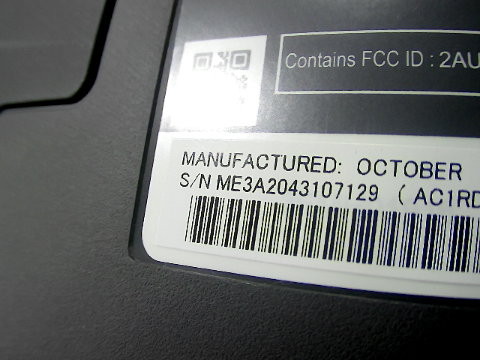 Contains FCC ID : 2AU
MANUFACTURED: OCTOBER
S/N ME3A2043107129 ( AC1RD